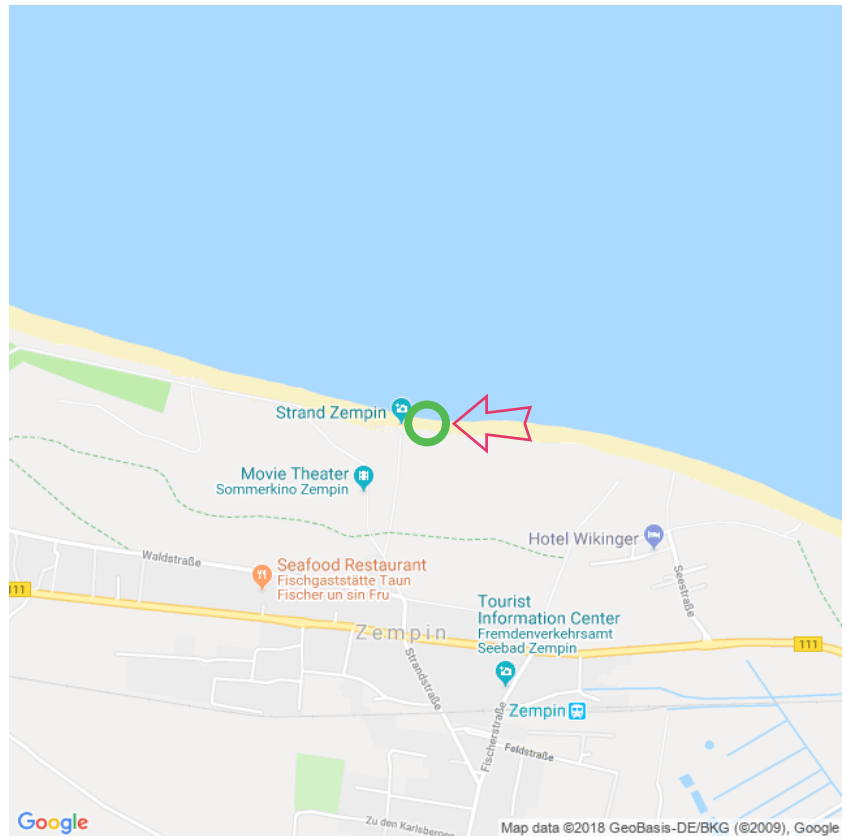 Strand Zempin
Movie Theater
Sommerkino Zempin
Hotel Wikinger
Waldstraße
Seafood Restaurant
Fischgaststätte Taun
Fischer un sin Fru
Seestraße
111
Tourist
Information Center
Fremdenverkehrsamt
Seebad Zempin
Zempin
111
Strandstraße
Zempin
Fischerstraße
Feldstraße
Zu den Karlsbergen
Google
Map data ©2018 GeoBasis-DE/BKG (©2009), Google